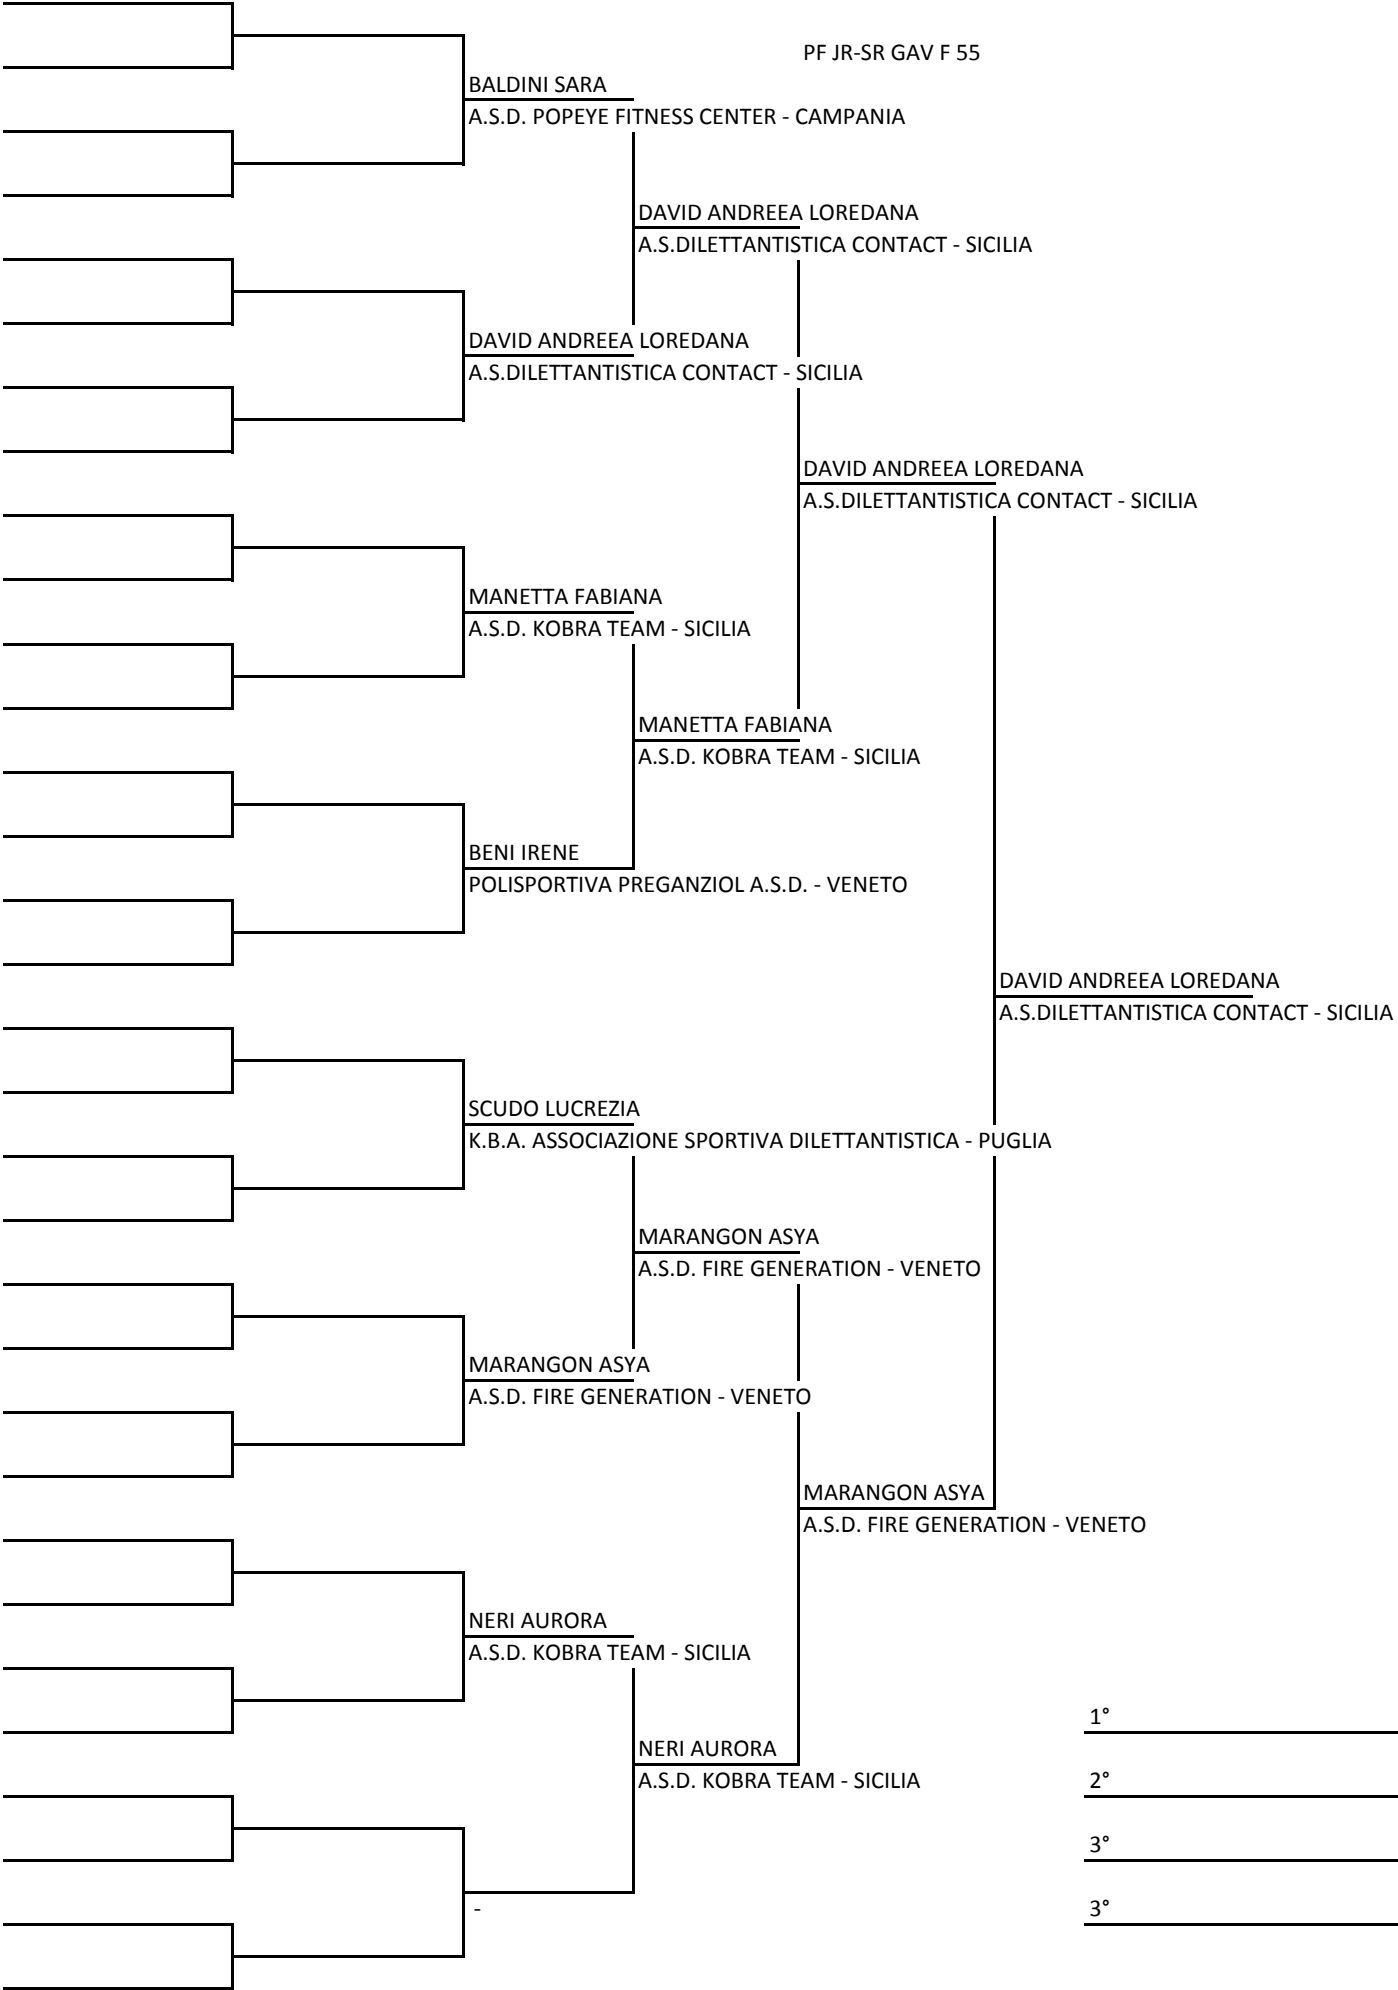 PF JR-SR GAV F 55
BALDINI SARA
A.S.D. POPEYE FITNESS CENTER - CAMPANIA
DAVID ANDREEA LOREDANA
A.S.DILETTANTISTICA CONTACT - SICILIA
DAVID ANDREEA LOREDANA
A.S.DILETTANTISTICA CONTACT - SICILIA
DAVID ANDREEA LOREDANA
A.S.DILETTANTISTICA CONTACT - SICILIA
MANETTA FABIANA
A.S.D. KOBRA TEAM - SICILIA
MANETTA FABIANA
A.S.D. KOBRA TEAM - SICILIA
BENI IRENE
POLISPORTIVA PREGANZIOL A.S.D. - VENETO
DAVID ANDREEA LOREDANA
A.S.DILETTANTISTICA CONTACT - SICILIA
SCUDO LUCREZIA
K.B.A. ASSOCIAZIONE SPORTIVA DILETTANTISTICA - PUGLIA
MARANGON ASYA
A.S.D. FIRE GENERATION - VENETO
MARANGON ASYA
A.S.D. FIRE GENERATION - VENETO
MARANGON ASYA
A.S.D. FIRE GENERATION - VENETO
NERI AURORA
A.S.D. KOBRA TEAM - SICILIA
1°
NERI AURORA
A.S.D. KOBRA TEAM - SICILIA
2°
3°
-
3°